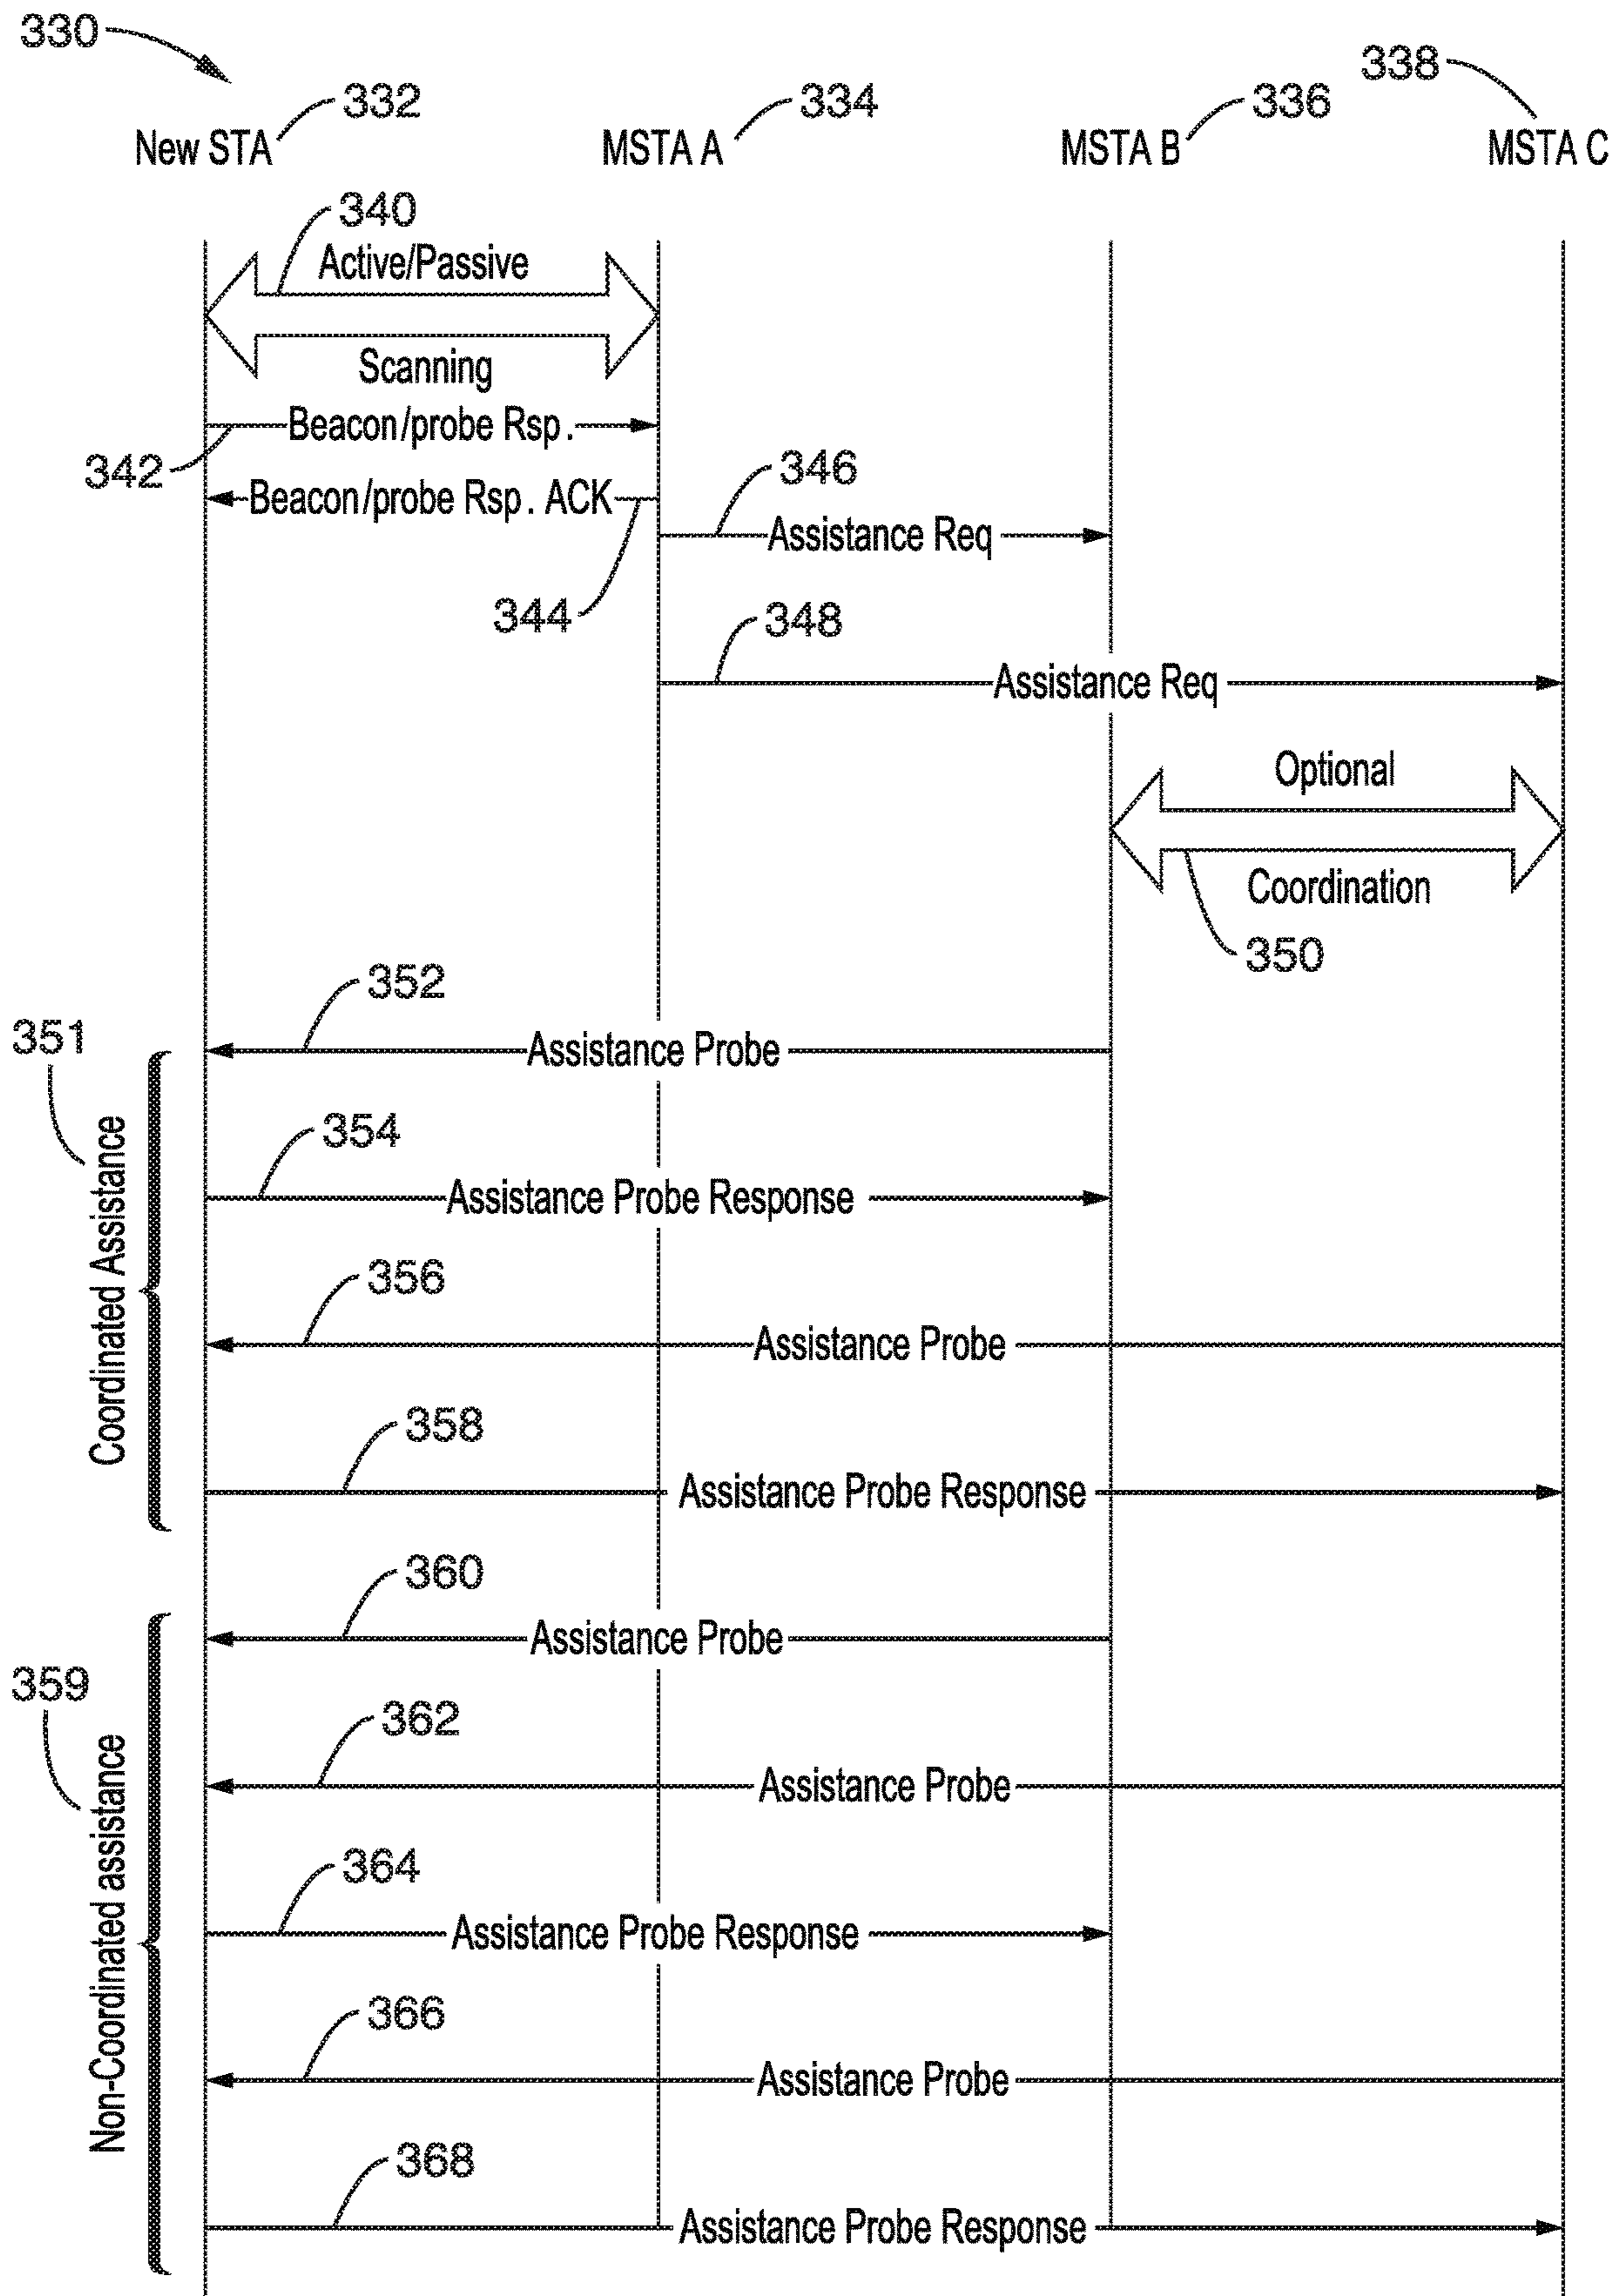 330
332
334
336
338
New STA
MSTA A
MSTA B
MSTA C
340
Active/Passive
Scanning
Beacon/probe Rsp.
342
346
Beacon/probe Rsp. ACK
Assistance Req
344
348
Assistance Req
Optional
Coordination
350
352
351
Assistance Probe
354
Assistance Probe Response
Coordinated Assistance
356
Assistance Probe
358
Assistance Probe Response
360
Assistance Probe
359
362
Assistance Probe
Non-Coordinated assistance
364
Assistance Probe Response
366
Assistance Probe
368
Assistance Probe Response